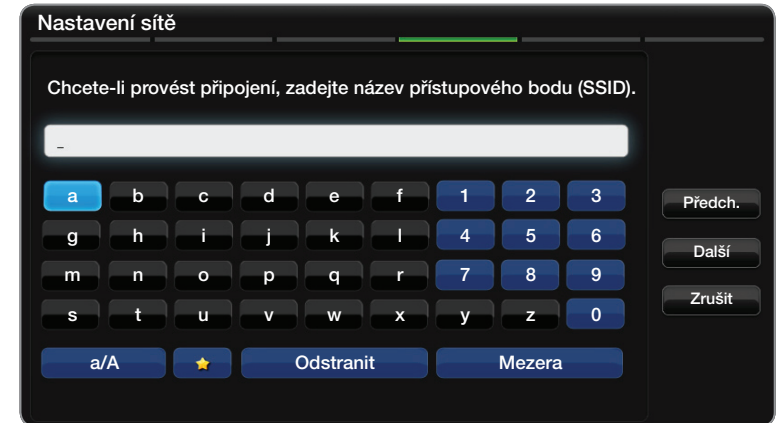 Nastavení sítě
Chcete-li provést připojení, zadejte název přístupového bodu (SSID).
_
a b c d e f 1 2 3
g h i j k l 4 5 6
m n o p q r 7 8 9
s t u v w x y z 0
a/A Odstranit Mezera
Předch.
Další
Zrušit